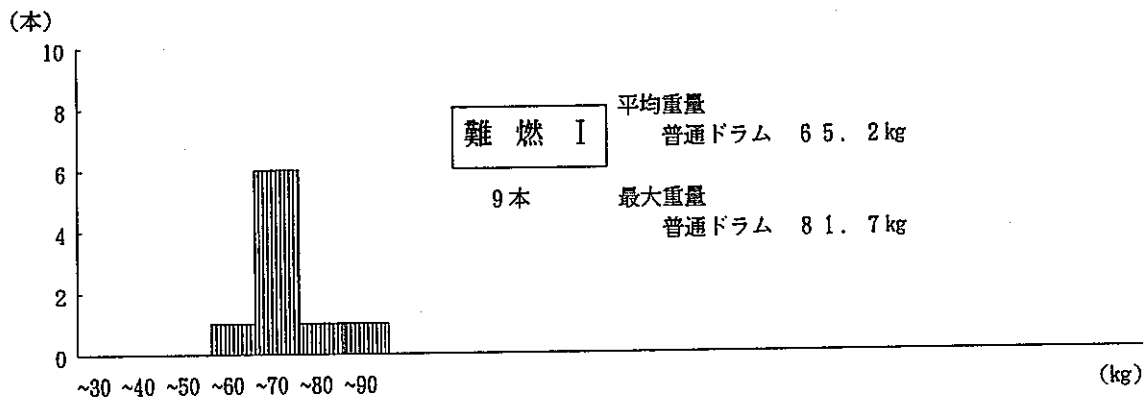 (本)
10
8
6
4
2
0
難 燃 I
9本
平均重量
普通ドラム 65.2kg
最大重量
普通ドラム 81.7kg
~30 ~40 ~50 ~60 ~70 ~80 ~90
(kg)